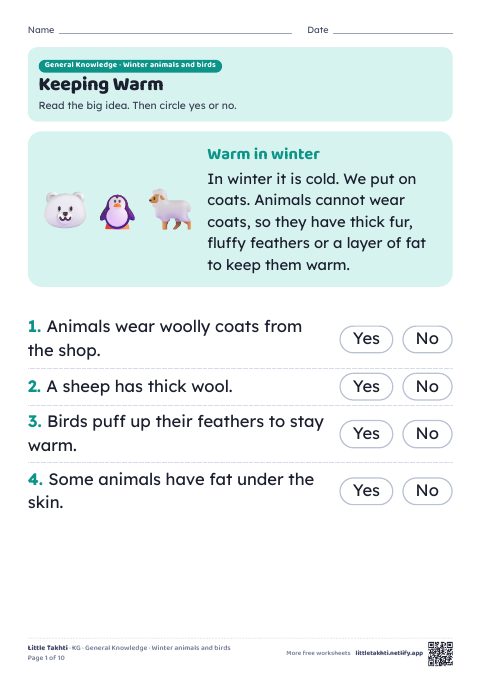 Name Date
General Knowledge · Winter animals and birds
Keeping Warm
Read the big idea. Then circle yes or no.
Warm in winter
In winter it is cold. We put on
coats. Animals cannot wear
coats, so they have thick fur,
fluffy feathers or a layer of fat
to keep them warm.
1. Animals wear woolly coats from
the shop.
Yes No
2. A sheep has thick wool.
Yes No
3. Birds puff up their feathers to stay
warm.
Yes No
4. Some animals have fat under the
skin.
Yes No
Little Takhti · KG · General Knowledge · Winter animals and birds
Page 1 of 10
More free worksheets · littletakhti.netlify.app